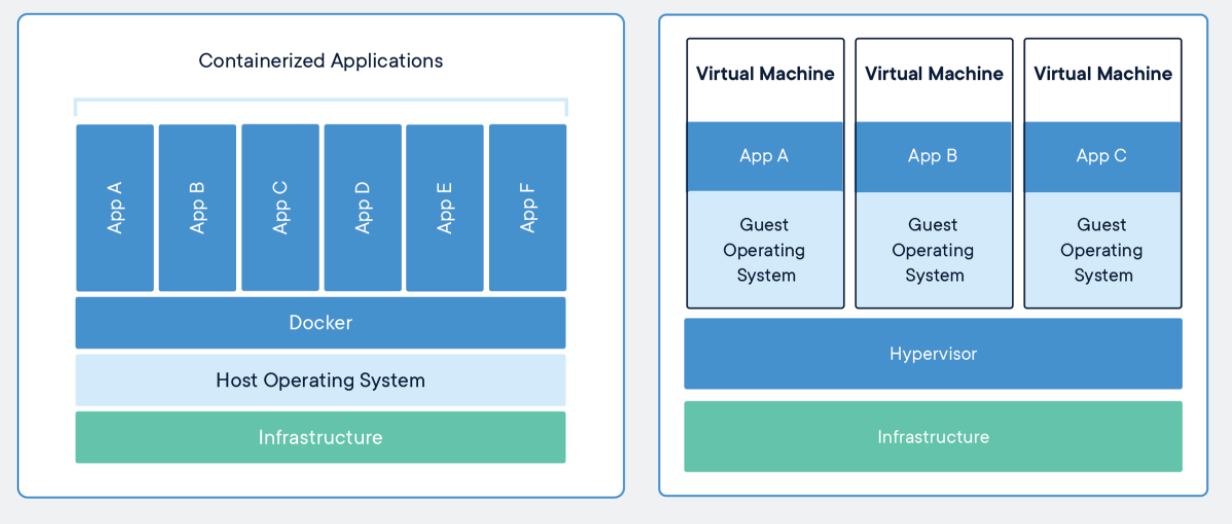 Containerized Applications
App A
App B
App C
App D
App E
App F
Docker
Host Operating System
Infrastructure
Virtual Machine
App A
Guest
Operating
System
Virtual Machine
App B
Guest
Operating
System
Virtual Machine
App C
Guest
Operating
System
Hypervisor
Infrastructure